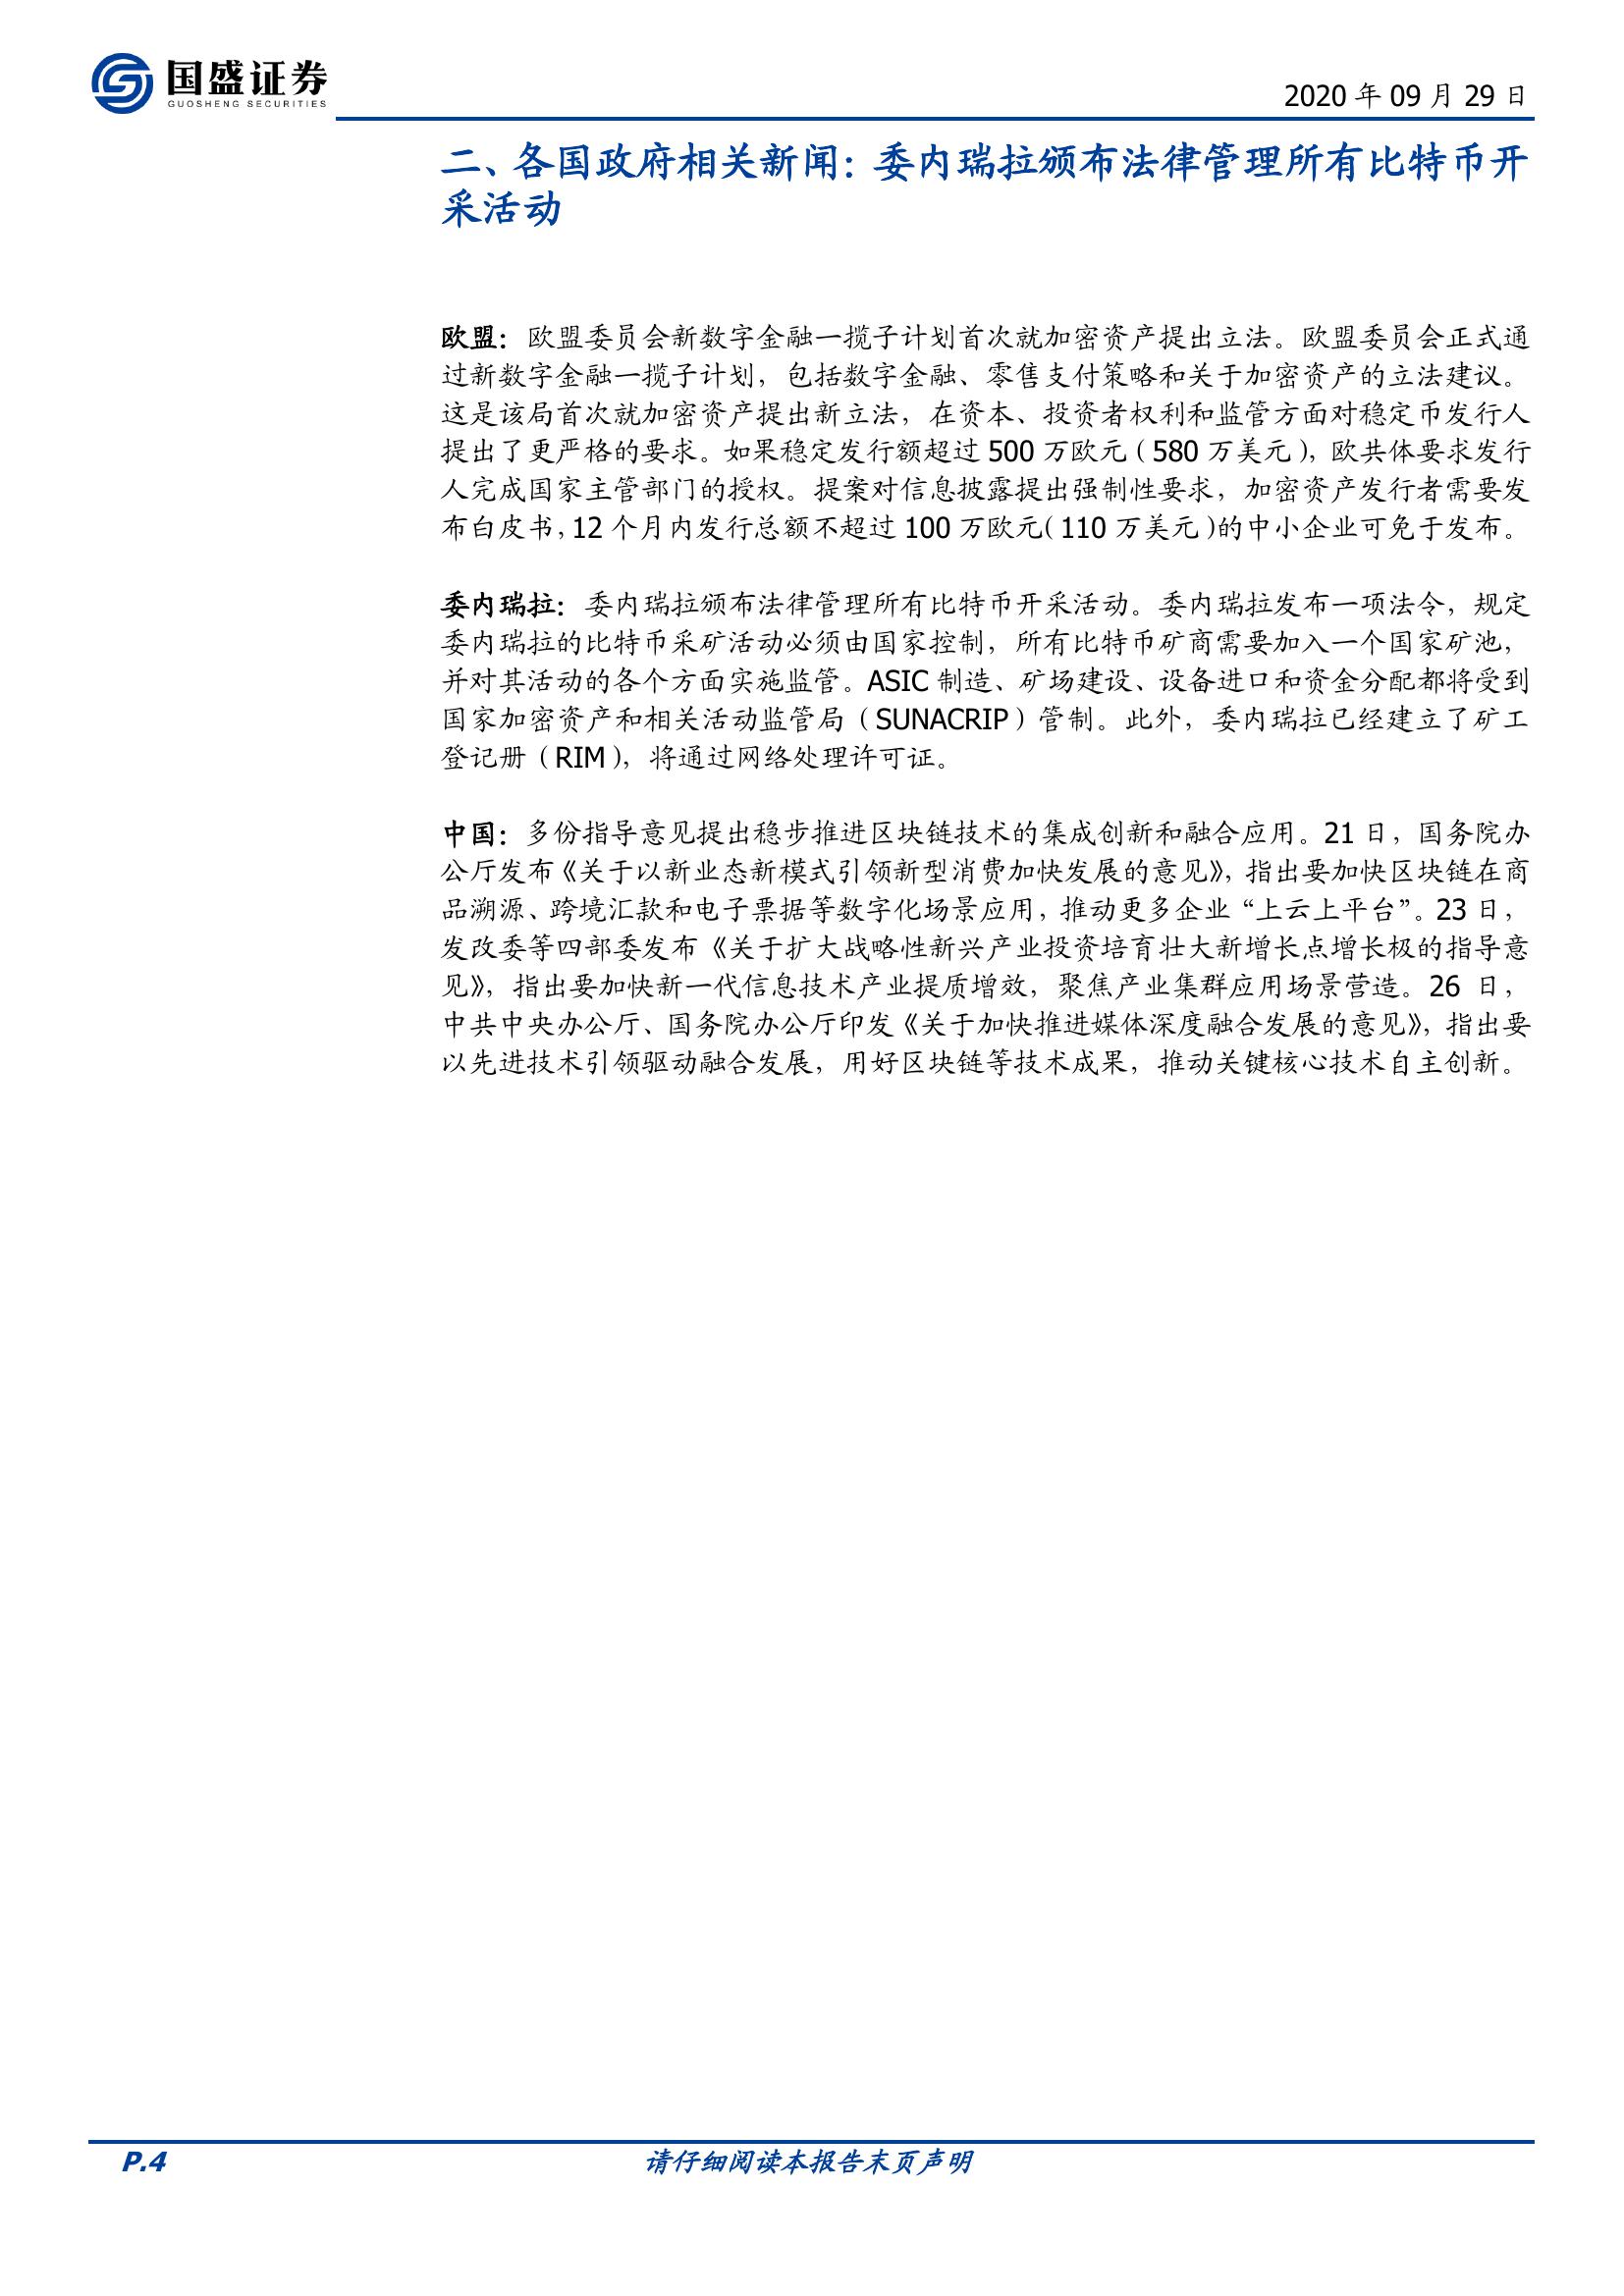 国盛证券
GUOSHENG SECURITIES
2020 年 09 月 29 日
二、各国政府相关新闻：委内瑞拉颁布法律管理所有比特币开
采活动
欧盟：欧盟委员会新数字金融一揽子计划首次就加密资产提出立法。欧盟委员会正式通
过新数字金融一揽子计划，包括数字金融、零售支付策略和关于加密资产的立法建议。
这是该局首次就加密资产提出新立法，在资本、投资者权利和监管方面对稳定币发行人
提出了更严格的要求。如果稳定发行额超过 500 万欧元（580 万美元），欧共体要求发行
人完成国家主管部门的授权。提案对信息披露提出强制性要求，加密资产发行者需要发
布白皮书，12 个月内发行总额不超过 100 万欧元（110 万美元）的中小企业可免于发布。
委内瑞拉：委内瑞拉颁布法律管理所有比特币开采活动。委内瑞拉发布一项法令，规定
委内瑞拉的比特币采矿活动必须由国家控制，所有比特币矿商需要加入一个国家矿池，
并对其活动的各个方面实施监管。ASIC 制造、矿场建设、设备进口和资金分配都将受到
国家加密资产和相关活动监管局（SUNACRIP）管制。此外，委内瑞拉已经建立了矿工
登记册（RIM），将通过网络处理许可证。
中国：多份指导意见提出稳步推进区块链技术的集成创新和融合应用。21 日，国务院办
公厅发布《关于以新业态新模式引领新型消费加快发展的意见》，指出要加快区块链在商
品溯源、跨境汇款和电子票据等数字化场景应用，推动更多企业“上云上平台”。23 日，
发改委等四部委发布《关于扩大战略性新兴产业投资培育壮大新增长点增长极的指导意
见》，指出要加快新一代信息技术产业提质增效，聚焦产业集群应用场景营造。26 日，
中共中央办公厅、国务院办公厅印发《关于加快推进媒体深度融合发展的意见》，指出要
以先进技术引领驱动融合发展，用好区块链等技术成果，推动关键核心技术自主创新。
P.4
请仔细阅读本报告末页声明